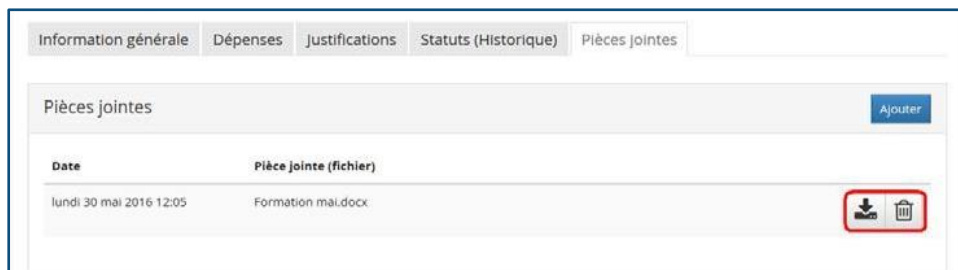 Information générale Dépenses Justifications Statuts (Historique) Pièces jointes
Pièces jointes Ajouter
Date Pièce jointe (fichier)
lundi 30 mai 2016 12:05 Formation mai.docx